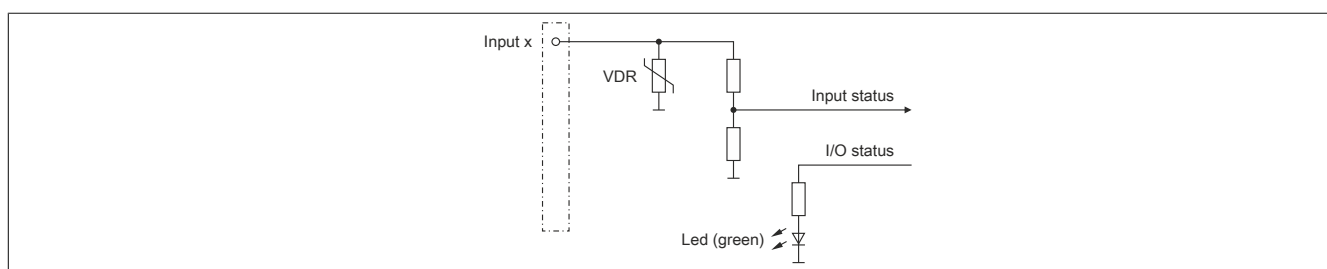 Input x
VDR
Input status
I/O status
Led (green)